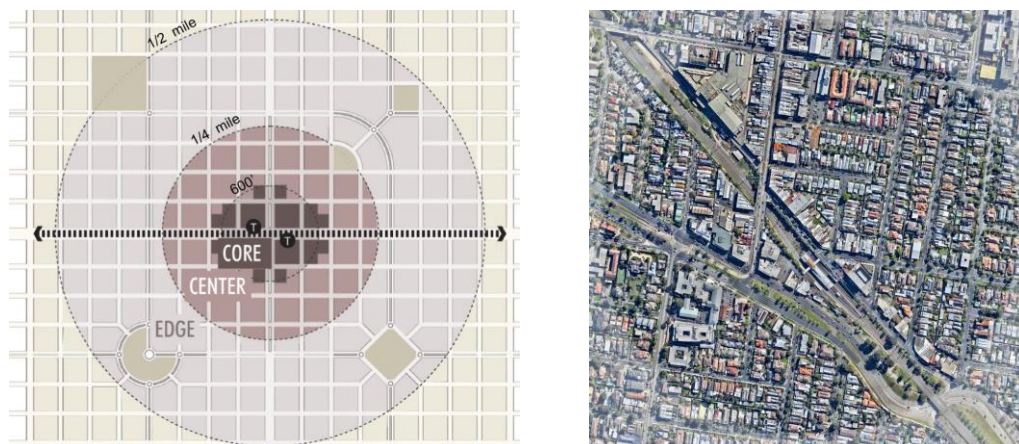 1/2 mile
1/4 mile
600'
T
T
CORE
CENTER
EDGE